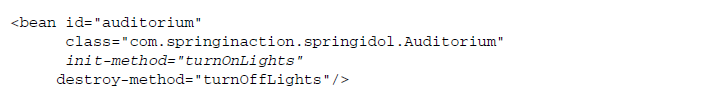 <bean id="auditorium"
class="com.springinaction.springidol.Auditorium"
init-method="turnOnLights"
destroy-method="turnOffLights"/>